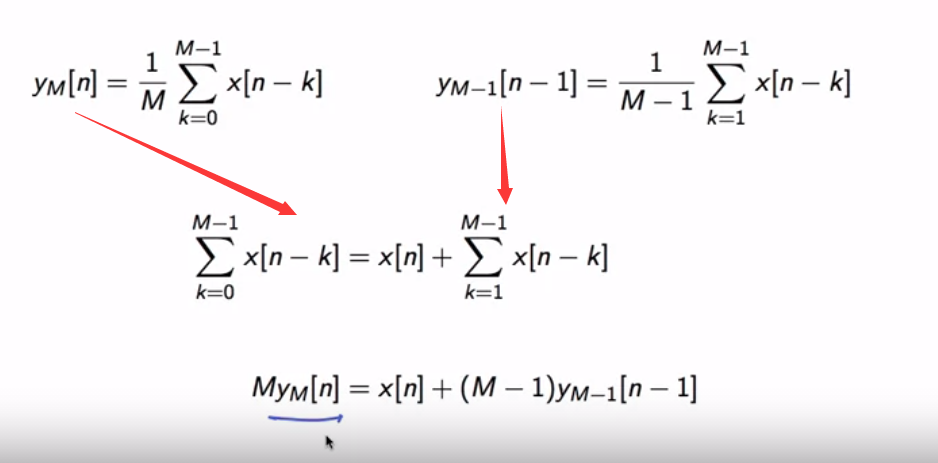 y_M[n] = \frac{1}{M} \sum_{k=0}^{M-1} x[n − k]    y_{M−1}[n − 1] = \frac{1}{M − 1} \sum_{k=1}^{M−1} x[n − k]
\sum_{k=0}^{M−1} x[n − k] = x[n] + \sum_{k=1}^{M−1} x[n − k]
My_M[n] = x[n] + (M − 1)y_{M−1}[n − 1]